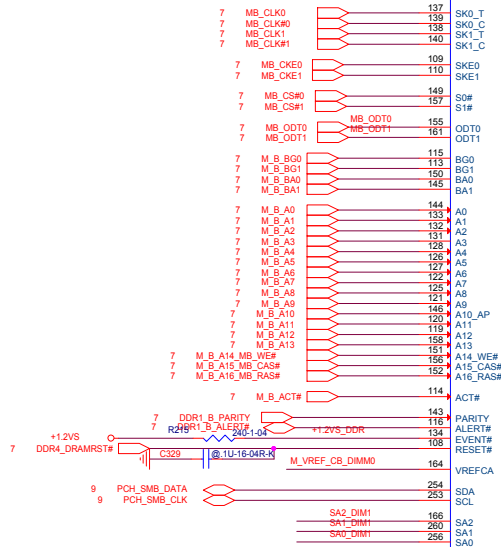 7 MB_CLK0 137 SK0_T
7 MB_CLK#0 139 SK0_C
7 MB_CLK1 138 SK1_T
7 MB_CLK#1 140 SK1_C
7 MB_CKE0 109 SKE0
7 MB_CKE1 110 SKE1
7 MB_CS#0 149 S0#
7 MB_CS#1 157 S1#
7 MB_ODT0 MB_ODT0 155 ODT0
7 MB_ODT1 MB_ODT1 161 ODT1
7 M_B_BG0 115 BG0
7 M_B_BG1 113 BG1
7 M_B_BA0 150 BA0
7 M_B_BA1 145 BA1
7 M_B_A0 144 A0
7 M_B_A1 133 A1
7 M_B_A2 132 A2
7 M_B_A3 131 A3
7 M_B_A4 128 A4
7 M_B_A5 126 A5
7 M_B_A6 127 A6
7 M_B_A7 122 A7
7 M_B_A8 125 A8
7 M_B_A9 121 A9
7 M_B_A10 146 A10_AP
7 M_B_A11 120 A11
7 M_B_A12 119 A12
7 M_B_A13 158 A13
7 M_B_A14_MB_WE# 151 A14_WE#
7 M_B_A15_MB_CAS# 156 A15_CAS#
7 M_B_A16_MB_RAS# 152 A16_RAS#
7 M_B_ACT# 114 ACT#
7 DDR1_B_PARITY 143 PARITY
7 DDR1_B_ALERT# 116 ALERT#
+1.2VS R215 240-1-04 +1.2VS_DDR 134 EVENT#
7 DDR4_DRAMRST# 108 RESET#
C329 @.1U-16-04R-K
M_VREF_CB_DIMM0 164 VREFCA
9 PCH_SMB_DATA 254 SDA
9 PCH_SMB_CLK 253 SCL
SA2_DIM1 166 SA2
SA1_DIM1 260 SA1
SA0_DIM1 256 SA0